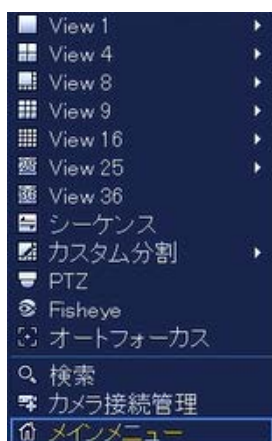 View 1
View 4
View 8
View 9
View 16
View 25
View 36
シーケンス
カスタム分割
PTZ
Fisheye
オートフォーカス
検索
カメラ接続管理
メインメニュー